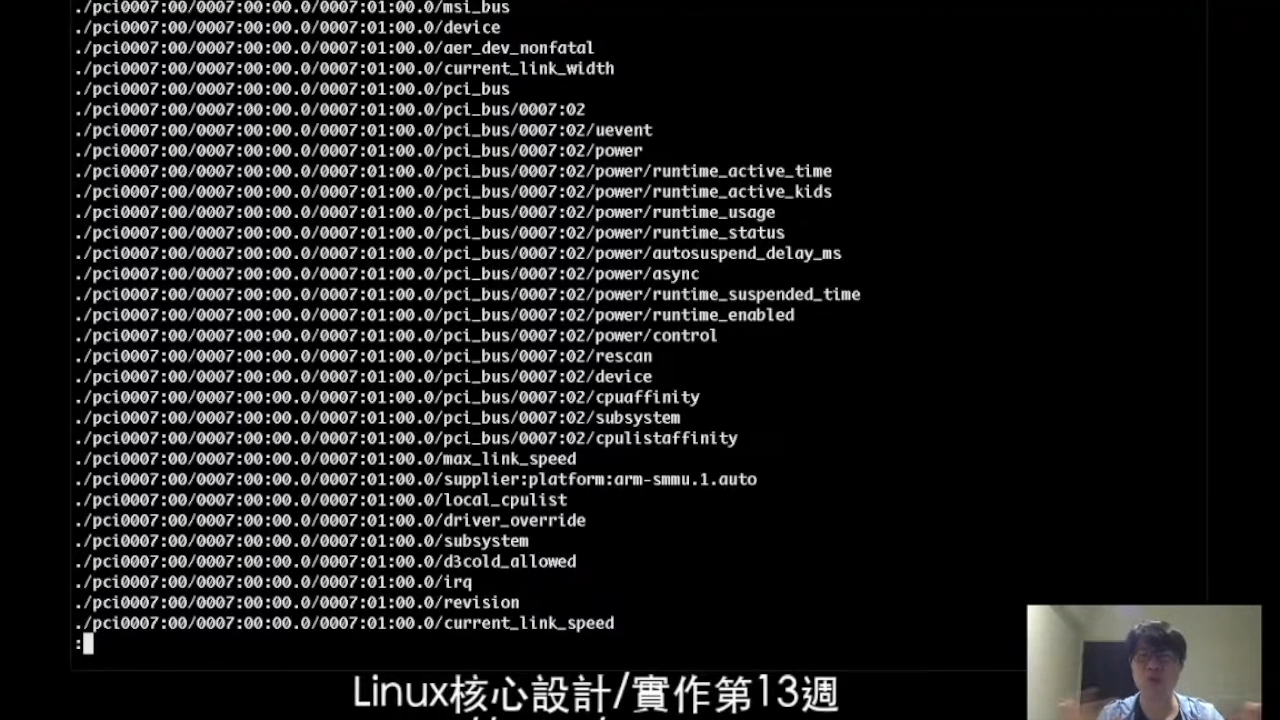 ./pci0007:00/0007:00:00.0/0007:01:00.0/msi_bus
./pci0007:00/0007:00:00.0/0007:01:00.0/device
./pci0007:00/0007:00:00.0/0007:01:00.0/aer_dev_nonfatal
./pci0007:00/0007:00:00.0/0007:01:00.0/current_link_width
./pci0007:00/0007:00:00.0/0007:01:00.0/pci_bus
./pci0007:00/0007:00:00.0/0007:01:00.0/pci_bus/0007:02
./pci0007:00/0007:00:00.0/0007:01:00.0/pci_bus/0007:02/uevent
./pci0007:00/0007:00:00.0/0007:01:00.0/pci_bus/0007:02/power
./pci0007:00/0007:00:00.0/0007:01:00.0/pci_bus/0007:02/power/runtime_active_time
./pci0007:00/0007:00:00.0/0007:01:00.0/pci_bus/0007:02/power/runtime_active_kids
./pci0007:00/0007:00:00.0/0007:01:00.0/pci_bus/0007:02/power/runtime_usage
./pci0007:00/0007:00:00.0/0007:01:00.0/pci_bus/0007:02/power/runtime_status
./pci0007:00/0007:00:00.0/0007:01:00.0/pci_bus/0007:02/power/autosuspend_delay_ms
./pci0007:00/0007:00:00.0/0007:01:00.0/pci_bus/0007:02/power/async
./pci0007:00/0007:00:00.0/0007:01:00.0/pci_bus/0007:02/power/runtime_suspended_time
./pci0007:00/0007:00:00.0/0007:01:00.0/pci_bus/0007:02/power/runtime_enabled
./pci0007:00/0007:00:00.0/0007:01:00.0/pci_bus/0007:02/power/control
./pci0007:00/0007:00:00.0/0007:01:00.0/pci_bus/0007:02/rescan
./pci0007:00/0007:00:00.0/0007:01:00.0/pci_bus/0007:02/device
./pci0007:00/0007:00:00.0/0007:01:00.0/pci_bus/0007:02/cpuaffinity
./pci0007:00/0007:00:00.0/0007:01:00.0/pci_bus/0007:02/subsystem
./pci0007:00/0007:00:00.0/0007:01:00.0/pci_bus/0007:02/cpulistaffinity
./pci0007:00/0007:00:00.0/0007:01:00.0/max_link_speed
./pci0007:00/0007:00:00.0/0007:01:00.0/supplier:platform:arm-smmu.1.auto
./pci0007:00/0007:00:00.0/0007:01:00.0/local_cpulist
./pci0007:00/0007:00:00.0/0007:01:00.0/driver_override
./pci0007:00/0007:00:00.0/0007:01:00.0/subsystem
./pci0007:00/0007:00:00.0/0007:01:00.0/d3cold_allowed
./pci0007:00/0007:00:00.0/0007:01:00.0/irq
./pci0007:00/0007:00:00.0/0007:01:00.0/revision
./pci0007:00/0007:00:00.0/0007:01:00.0/current_link_speed
:
Linux核心設計/實作第13週